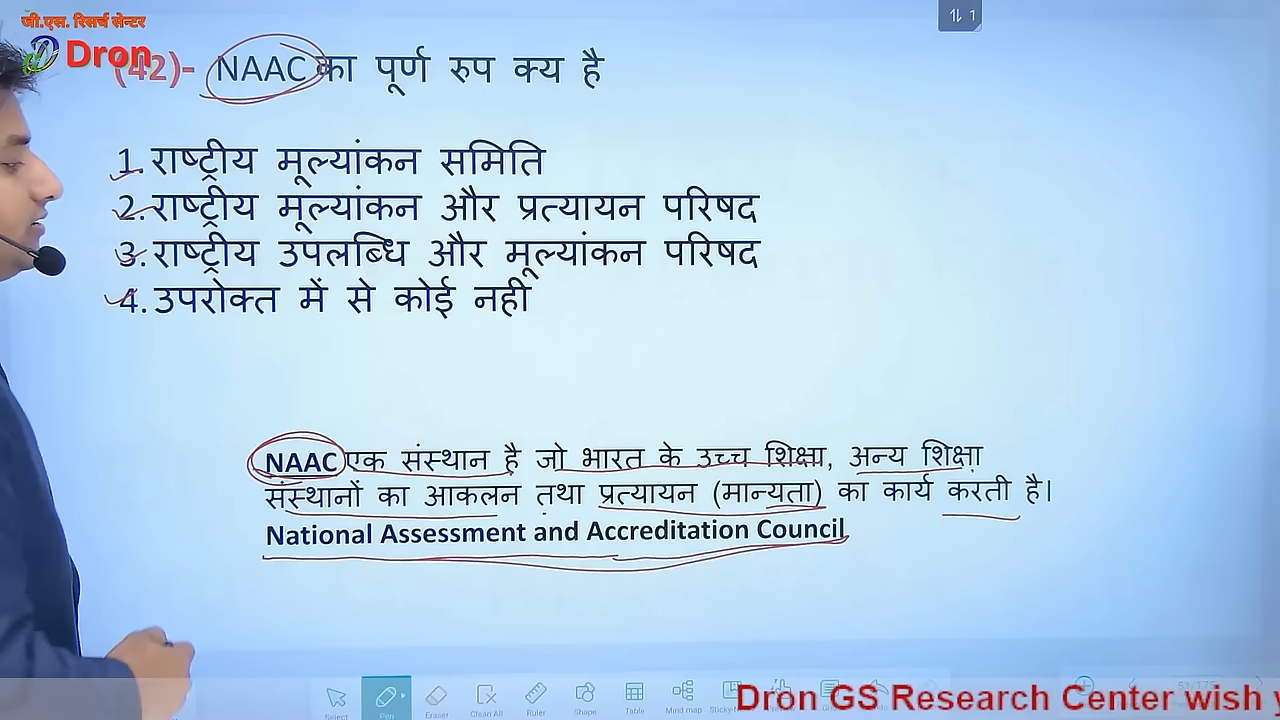 जी.एस. रिसर्च सेन्टर
Dron
(42)- NAAC का पूर्ण रुप क्य है
1. राष्ट्रीय मूल्यांकन समिति
2. राष्ट्रीय मूल्यांकन और प्रत्यायन परिषद
3. राष्ट्रीय उपलब्धि और मूल्यांकन परिषद
4. उपरोक्त में से कोई नही
NAAC एक संस्थान है जो भारत के उच्च शिक्षा, अन्य शिक्षा
संस्थानों का आकलन तथा प्रत्यायन (मान्यता) का कार्य करती है।
National Assessment and Accreditation Council
Select Pen Eraser Clean All Ruler Shape Table Mind map
Dron GS Research Center wish